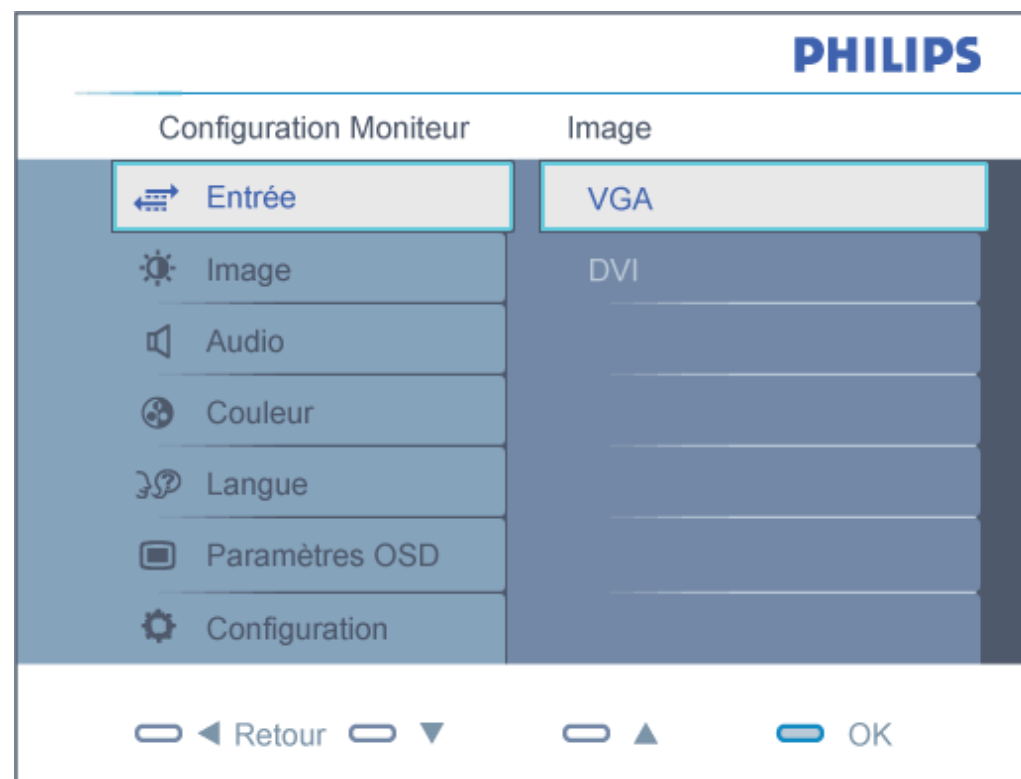 PHILIPS
Configuration Moniteur Image
Entrée VGA
Image DVI
Audio
Couleur
Langue
Paramètres OSD
Configuration
Retour OK